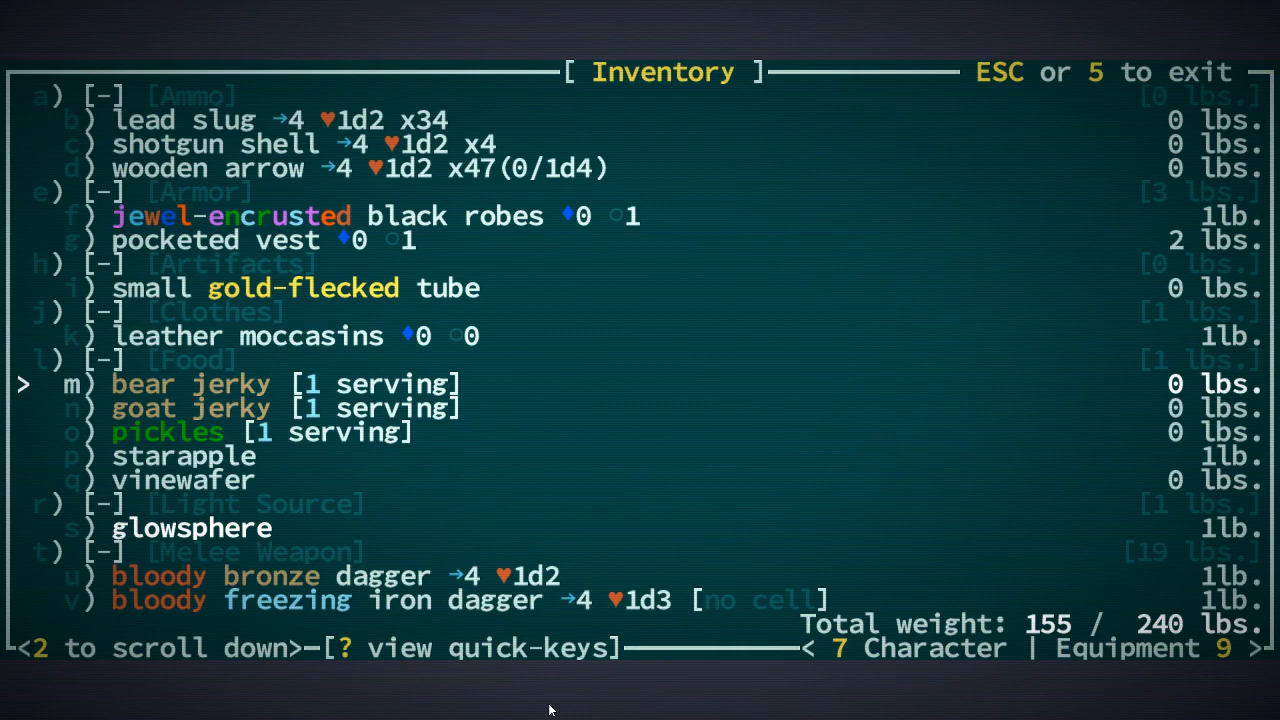 [ Inventory ] ESC or 5 to exit
a) [-] [Ammo] [0 lbs.]
b) lead slug →4 ♥1d2 x34 0 lbs.
c) shotgun shell →4 ♥1d2 x4 0 lbs.
d) wooden arrow →4 ♥1d2 x47(0/1d4) 0 lbs.
e) [-] [Armor] [3 lbs.]
f) jewel-encrusted black robes ♦0 ○1 1lb.
g) pocketed vest ♦0 ○1 2 lbs.
h) [-] [Artifacts] [0 lbs.]
i) small gold-flecked tube 0 lbs.
j) [-] [Clothes] [1 lbs.]
k) leather moccasins ♦0 ○0 1lb.
l) [-] [Food] [1 lbs.]
> m) bear jerky [1 serving] 0 lbs.
n) goat jerky [1 serving] 0 lbs.
o) pickles [1 serving] 0 lbs.
p) starapple 1lb.
q) vinewafer 0 lbs.
r) [-] [Light Source] [1 lbs.]
s) glowsphere 1lb.
t) [-] [Melee Weapon] [19 lbs.]
u) bloody bronze dagger →4 ♥1d2 1lb.
v) bloody freezing iron dagger →4 ♥1d3 [no cell] 1lb.
Total weight: 155 / 240 lbs.
<2 to scroll down> [? view quick-keys] < 7 Character | Equipment 9 >